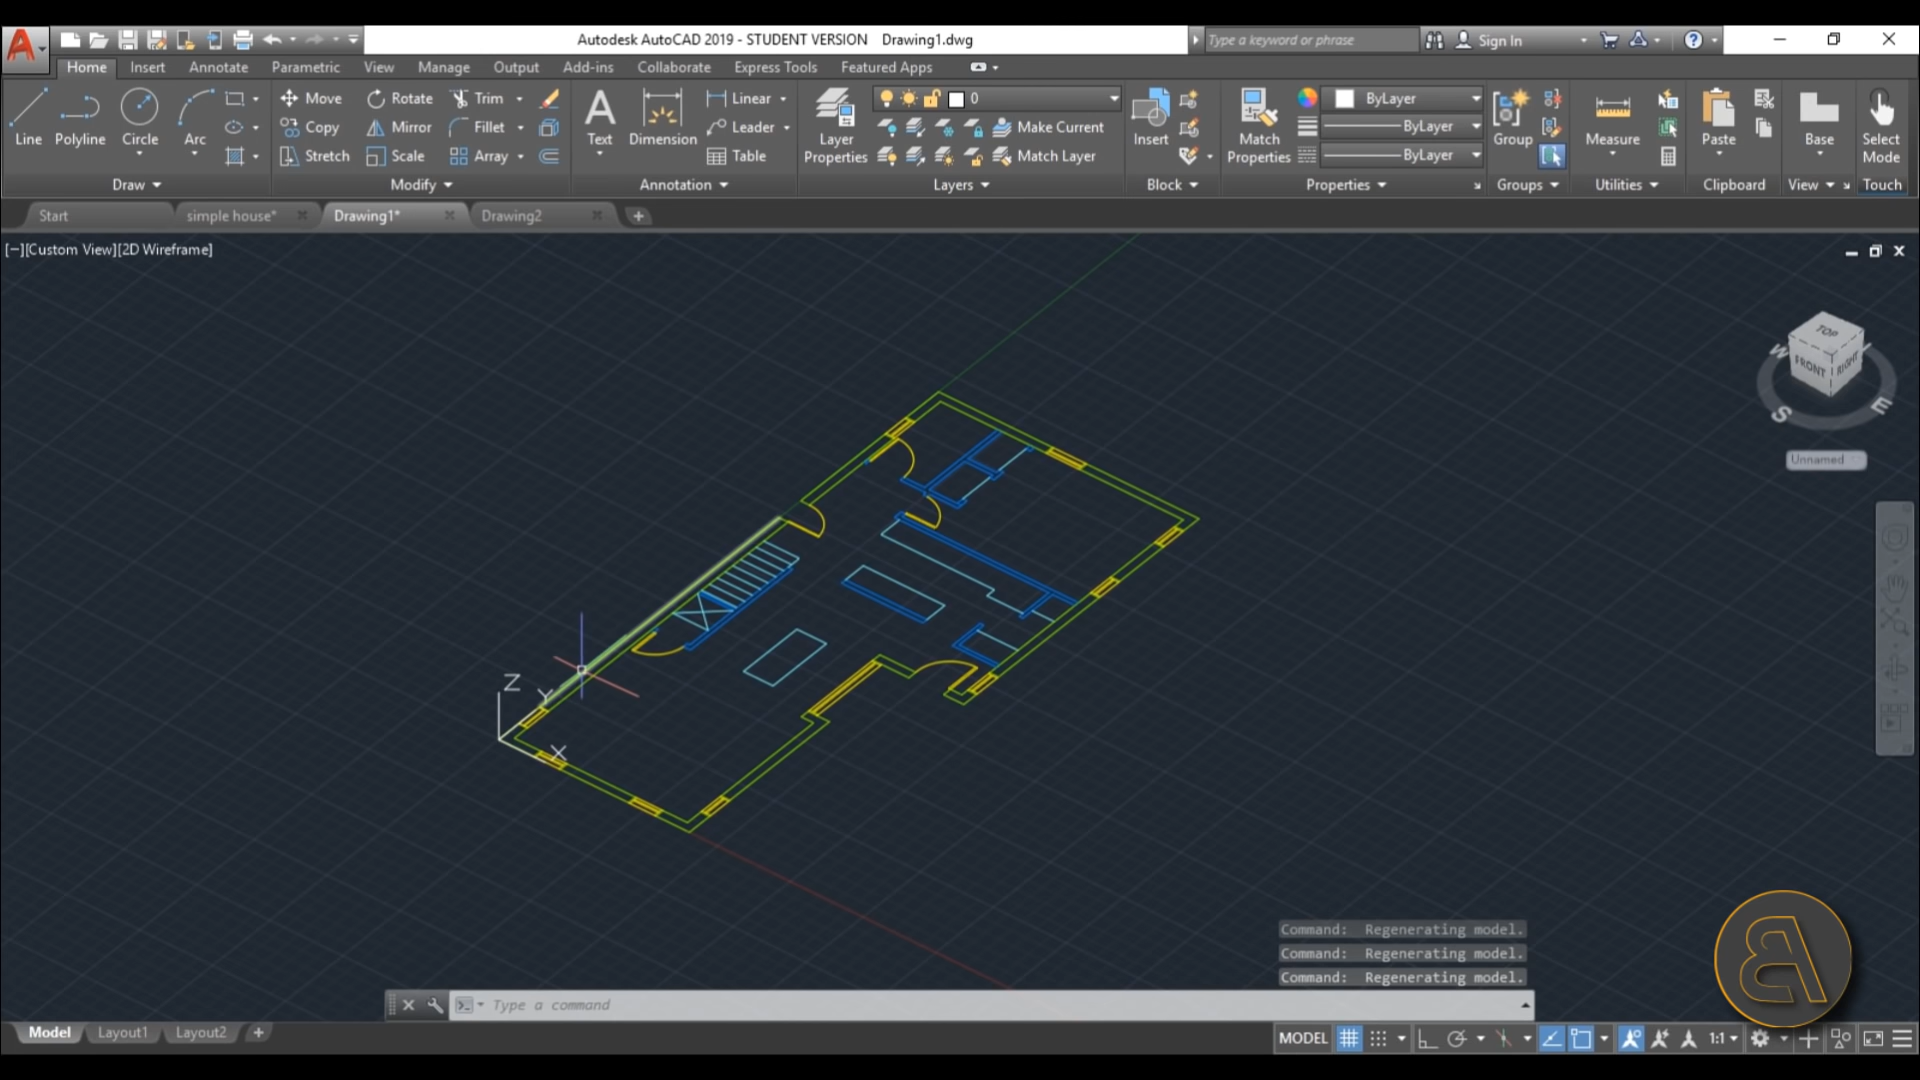 Autodesk AutoCAD 2019 - STUDENT VERSION Drawing1.dwg
Type a keyword or phrase
Sign In
Home Insert Annotate Parametric View Manage Output Add-ins Collaborate Express Tools Featured Apps
Line Polyline Circle Arc
Move Rotate Trim
Copy Mirror Fillet
Stretch Scale Array
Text Dimension
Linear
Leader
Table
Layer Properties
0
Make Current
Match Layer
Insert
Match Properties
ByLayer
ByLayer
ByLayer
Group
Measure
Paste
Base
Select Mode
Draw Modify Annotation Layers Block Properties Groups Utilities Clipboard View Touch
Start simple house* Drawing1* Drawing2
[−][Custom View][2D Wireframe]
TOP
FRONT RIGHT
W
S E
Unnamed
Z
Y
X
Command: Regenerating model.
Command: Regenerating model.
Command: Regenerating model.
Type a command
Model Layout1 Layout2
MODEL 1:1